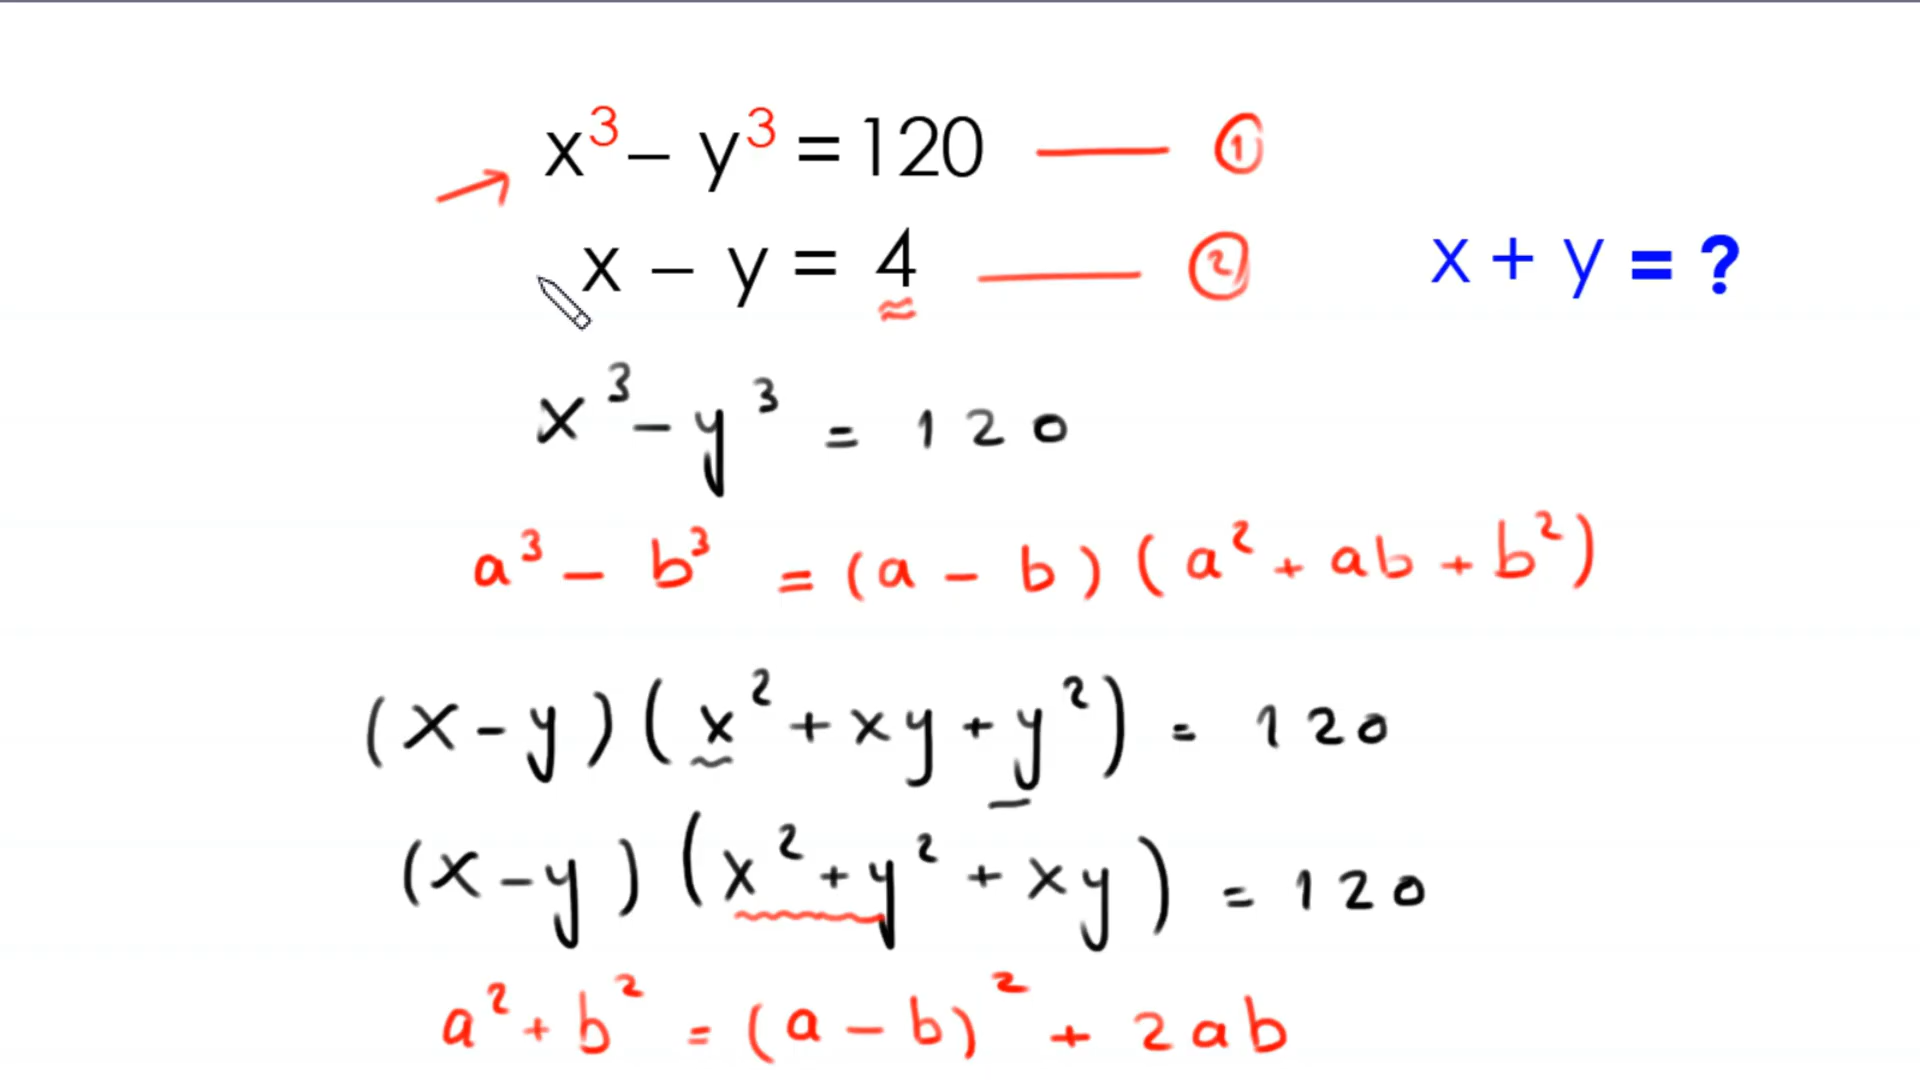 x³ – y³ = 120 —— ①
x – y = 4 —— ②
x + y = ?
x³ - y³ = 120
a³ - b³ = (a - b) (a² + ab + b²)
(x - y) (x² + xy + y²) = 120
(x - y) (x² + y² + xy) = 120
a² + b² = (a - b)² + 2ab